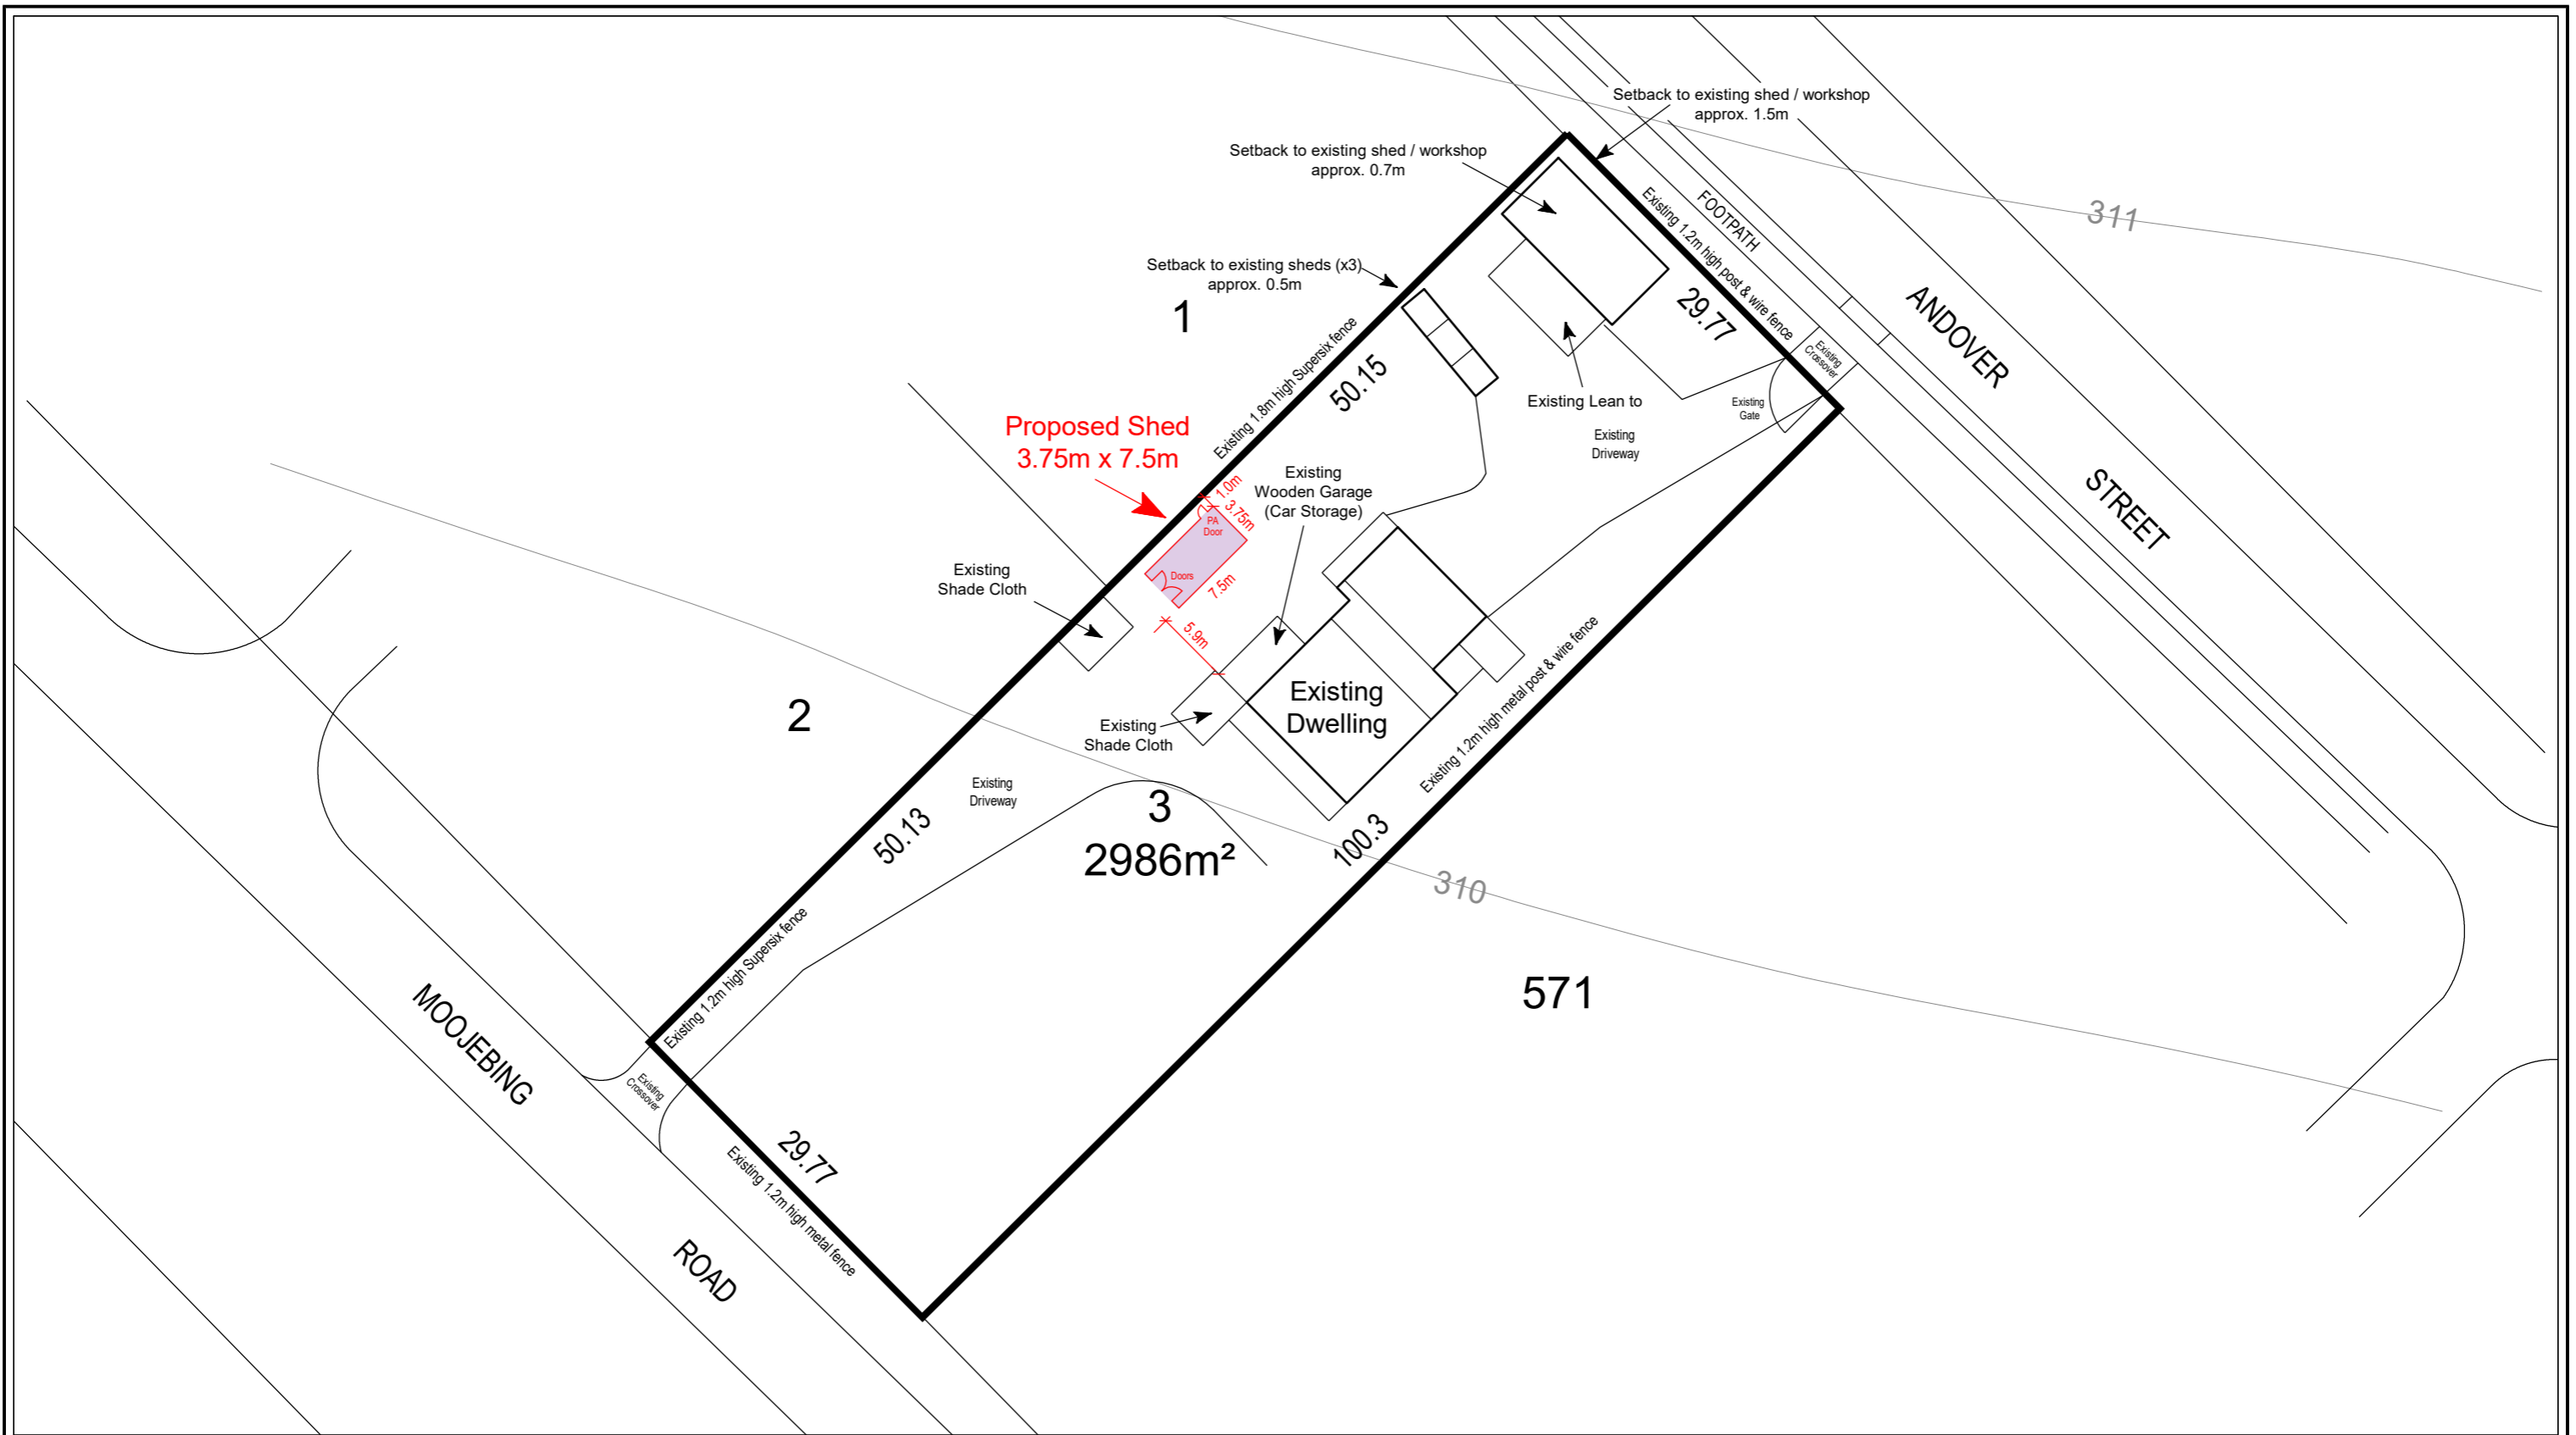 Setback to existing shed / workshop
approx. 1.5m
Setback to existing shed / workshop
approx. 0.7m
FOOTPATH
Existing 1.2m high post & wire fence
311
Setback to existing sheds (x3)
approx. 0.5m
1
29.77
ANDOVER
STREET
Existing
Crossover
Existing 1.8m high Supersix fence
50.15
Existing Lean to
Existing
Gate
Existing
Driveway
Proposed Shed
3.75m x 7.5m
Existing
Wooden Garage
(Car Storage)
1.0m
3.75m
PA
Door
Doors
7.5m
5.9m
Existing
Shade Cloth
Existing
Dwelling
Existing 1.2m high metal post & wire fence
2
Existing
Shade Cloth
Existing
Driveway
3
2986m²
50.13
100.3
310
571
Existing 1.2m high Supersix fence
MOOJEBING
ROAD
Existing
Crossover
29.77
Existing 1.2m high metal fence